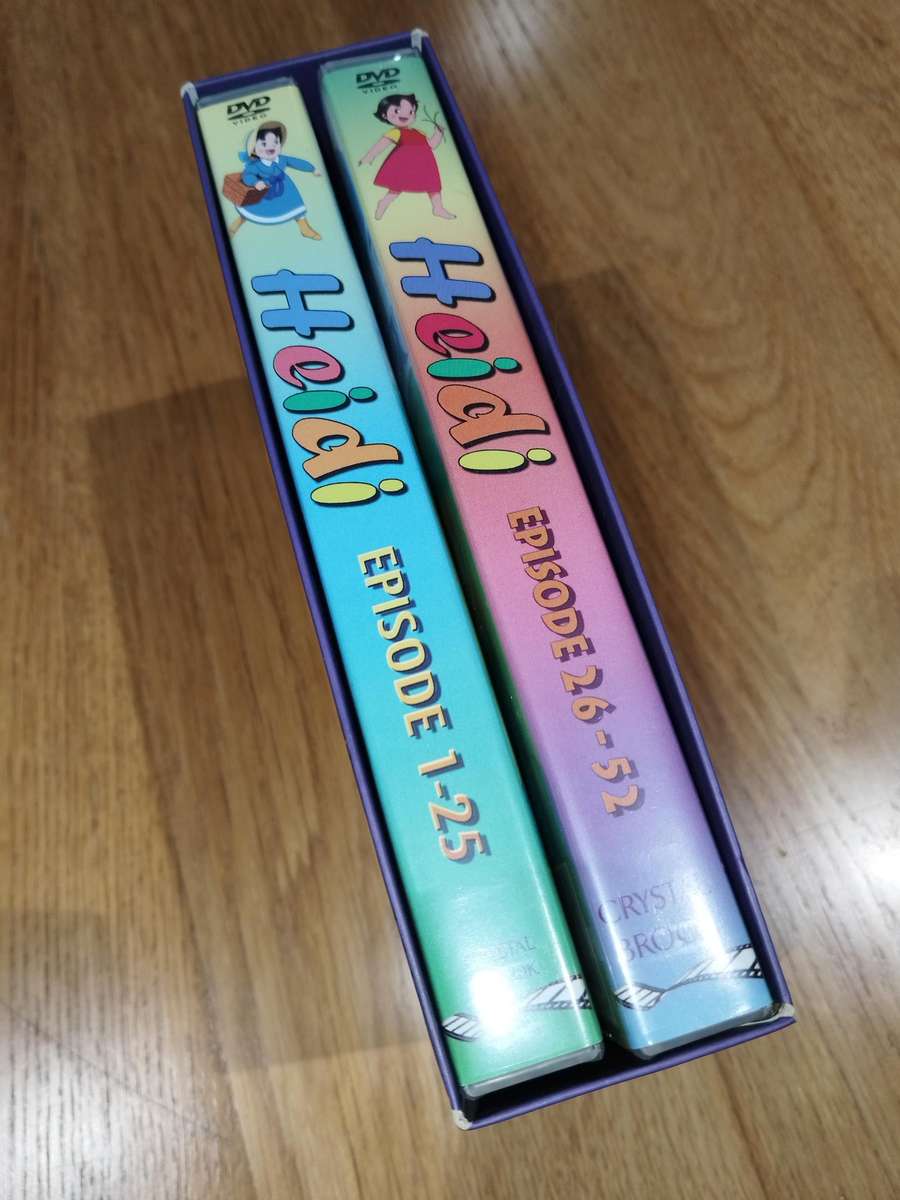 DVD
VIDEO
Heidi
EPISODE 1-25
DVD
VIDEO
Heidi
EPISODE 26-52